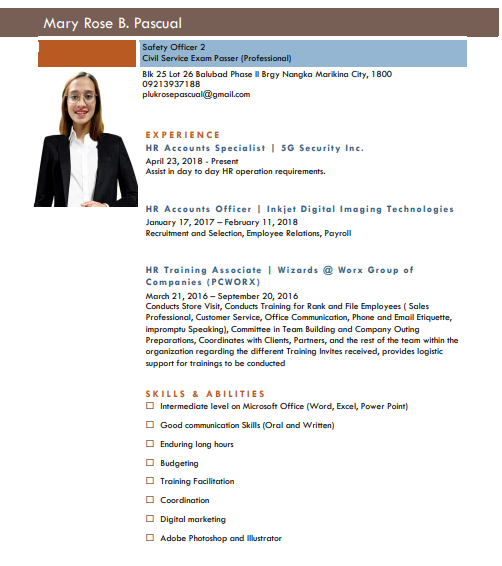 Mary Rose B. Pascual
Safety Officer 2
Civil Service Exam Passer (Professional)
Blk 25 Lot 26 Balubad Phase II Brgy Nangka Marikina City, 1800
09213937188
plukrosepascual@gmail.com
EXPERIENCE
HR Accounts Specialist | 5G Security Inc.
April 23, 2018 - Present
Assist in day to day HR operation requirements.
HR Accounts Officer | Inkjet Digital Imaging Technologies
January 17, 2017 – February 11, 2018
Recruitment and Selection, Employee Relations, Payroll
HR Training Associate | Wizards @ Worx Group of
Companies (PCWORX)
March 21, 2016 – September 20, 2016
Conducts Store Visit, Conducts Training for Rank and File Employees ( Sales
Professional, Customer Service, Office Communication, Phone and Email Etiquette,
impromptu Speaking), Committee in Team Building and Company Outing
Preparations, Coordinates with Clients, Partners, and the rest of the team within the
organization regarding the different Training Invites received, provides logistic
support for trainings to be conducted
SKILLS & ABILITIES
Intermediate level on Microsoft Office (Word, Excel, Power Point)
Good communication Skills (Oral and Written)
Enduring long hours
Budgeting
Training Facilitation
Coordination
Digital marketing
Adobe Photoshop and Illustrator